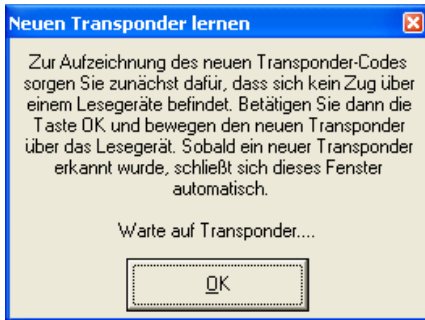 Neuen Transponder lernen
Zur Aufzeichnung des neuen Transponder-Codes
sorgen Sie zunächst dafür, dass sich kein Zug über
einem Lesegeräte befindet. Betätigen Sie dann die
Taste OK und bewegen den neuen Transponder
über das Lesegerät. Sobald ein neuer Transponder
erkannt wurde, schließt sich dieses Fenster
automatisch.
Warte auf Transponder....
OK